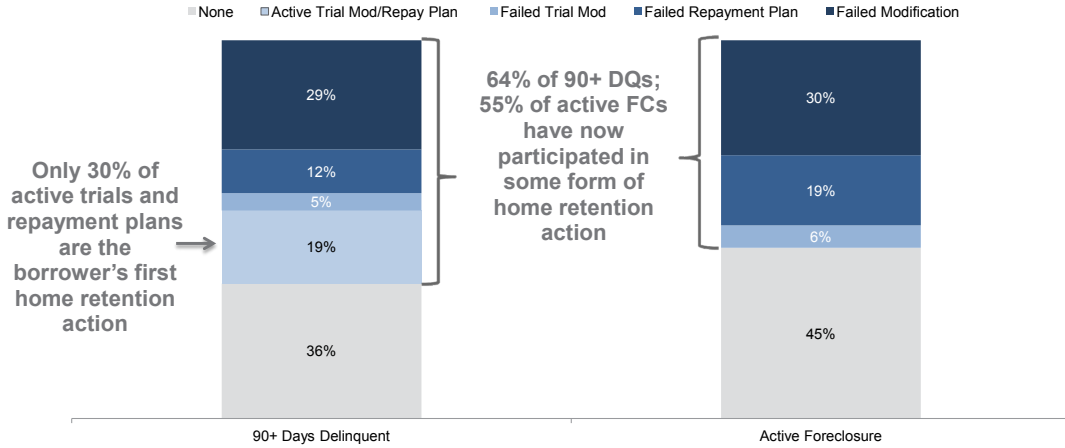 None Active Trial Mod/Repay Plan Failed Trial Mod Failed Repayment Plan Failed Modification
29%
12%
5%
19%
36%
Only 30% of
active trials and
repayment plans
are the
borrower’s first
home retention
action
64% of 90+ DQs;
55% of active FCs
have now
participated in
some form of
home retention
action
30%
19%
6%
45%
90+ Days Delinquent
Active Foreclosure